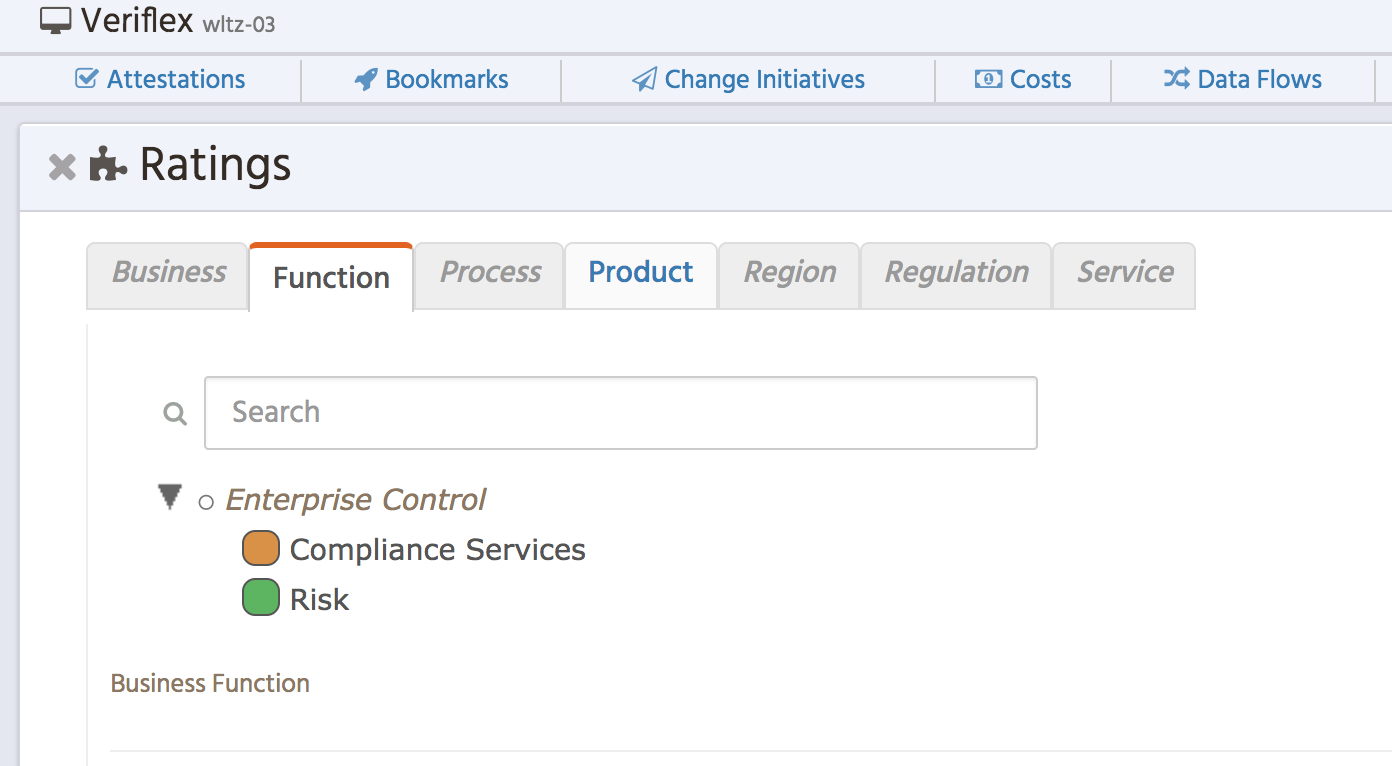 Veriflex wltz-03
Attestations Bookmarks Change Initiatives Costs Data Flows
Ratings
Business Function Process Product Region Regulation Service
Search
Enterprise Control
Compliance Services
Risk
Business Function